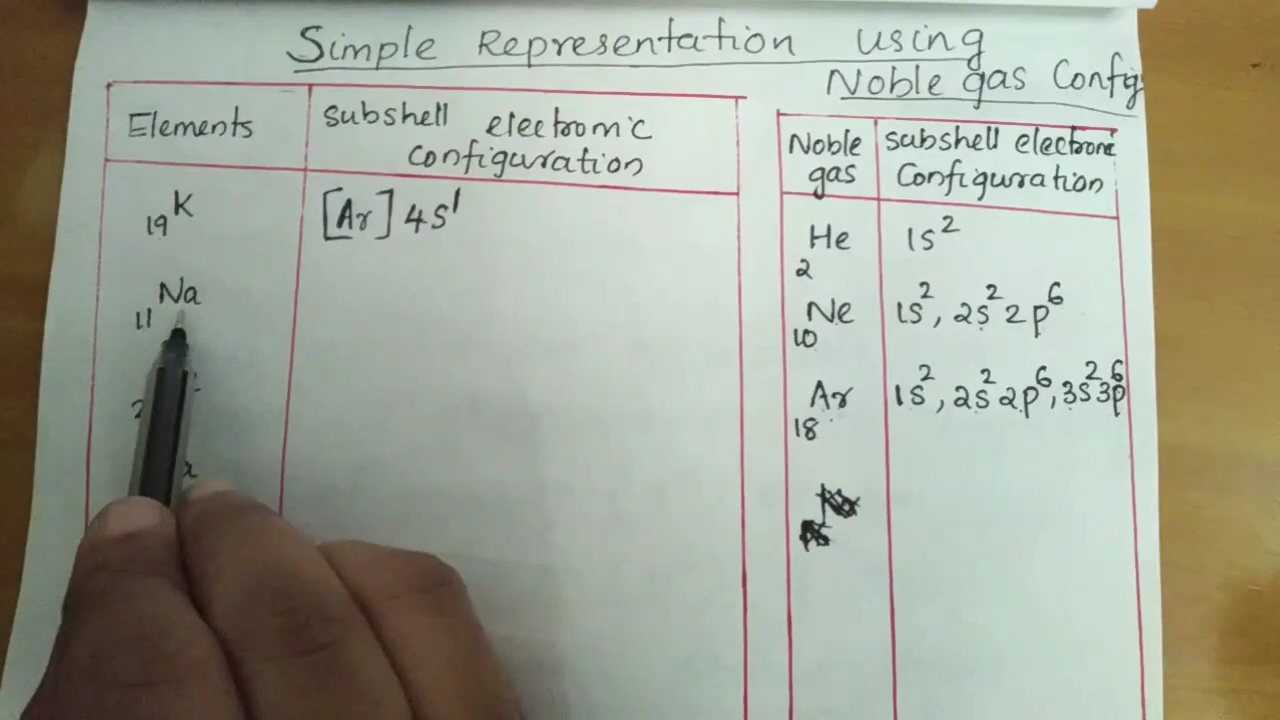 Simple Representation using
Noble gas Config
Elements
subshell electronic
configuration
19K
[Ar] 4s¹
11Na
2
Noble
gas
subshell electronic
Configuration
He
2
1s²
Ne
10
1s², 2s² 2p⁶
Ar
18
1s², 2s² 2p⁶, 3s² 3p⁶